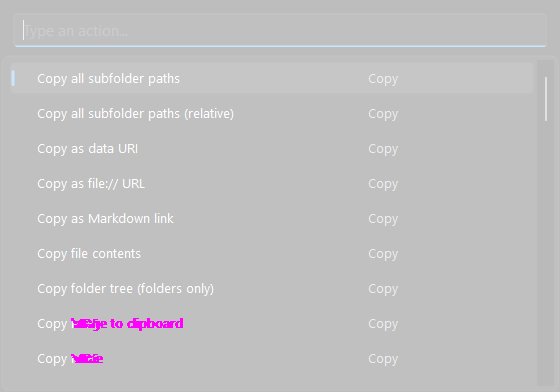 Type an action...
Copy all subfolder paths Copy
Copy all subfolder paths (relative) Copy
Copy as data URI Copy
Copy as file:// URL Copy
Copy as Markdown link Copy
Copy file contents Copy
Copy folder tree (folders only) Copy
Copy to clipboard Copy
Copy Copy